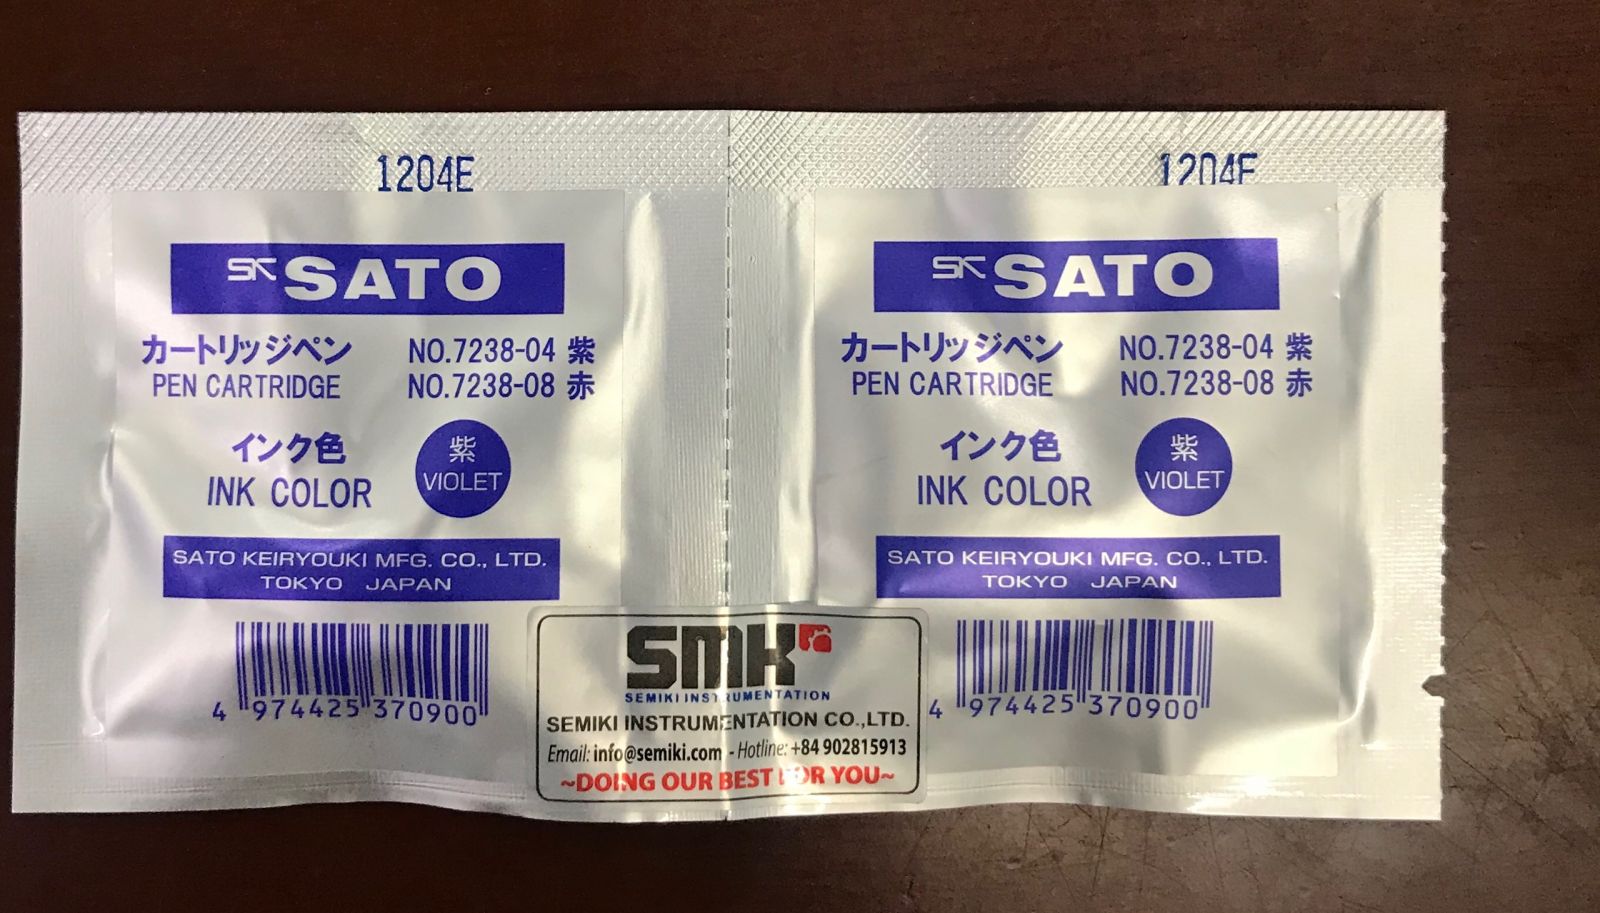 1204E
SK SATO
カートリッジペン NO.7238-04 紫
PEN CARTRIDGE NO.7238-08 赤
インク色 紫
INK COLOR VIOLET
SATO KEIRYOUKI MFG. CO., LTD.
TOKYO JAPAN
4 974425 370900
1204E
SK SATO
カートリッジペン NO.7238-04 紫
PEN CARTRIDGE NO.7238-08 赤
インク色 紫
INK COLOR VIOLET
SATO KEIRYOUKI MFG. CO., LTD.
TOKYO JAPAN
4 974425 370900
SMK
SEMIKI INSTRUMENTATION
SEMIKI INSTRUMENTATION CO.,LTD.
Email: info@semiki.com - Hotline: +84 902815913
~DOING OUR BEST FOR YOU~